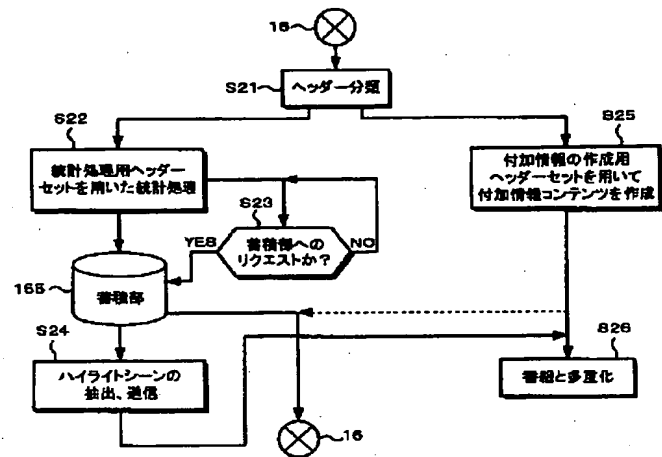 16
S21
ヘッダー分類
S22
統計処理用ヘッダー
セットを用いた統計処理
S25
付加情報の作成用
ヘッダーセットを用いて
付加情報コンテンツを作成
S23
YES
蓄積部への
リクエストか?
NO
16B
蓄積部
S24
ハイライトシーンの
抽出、送信
S26
番組と多重化
16